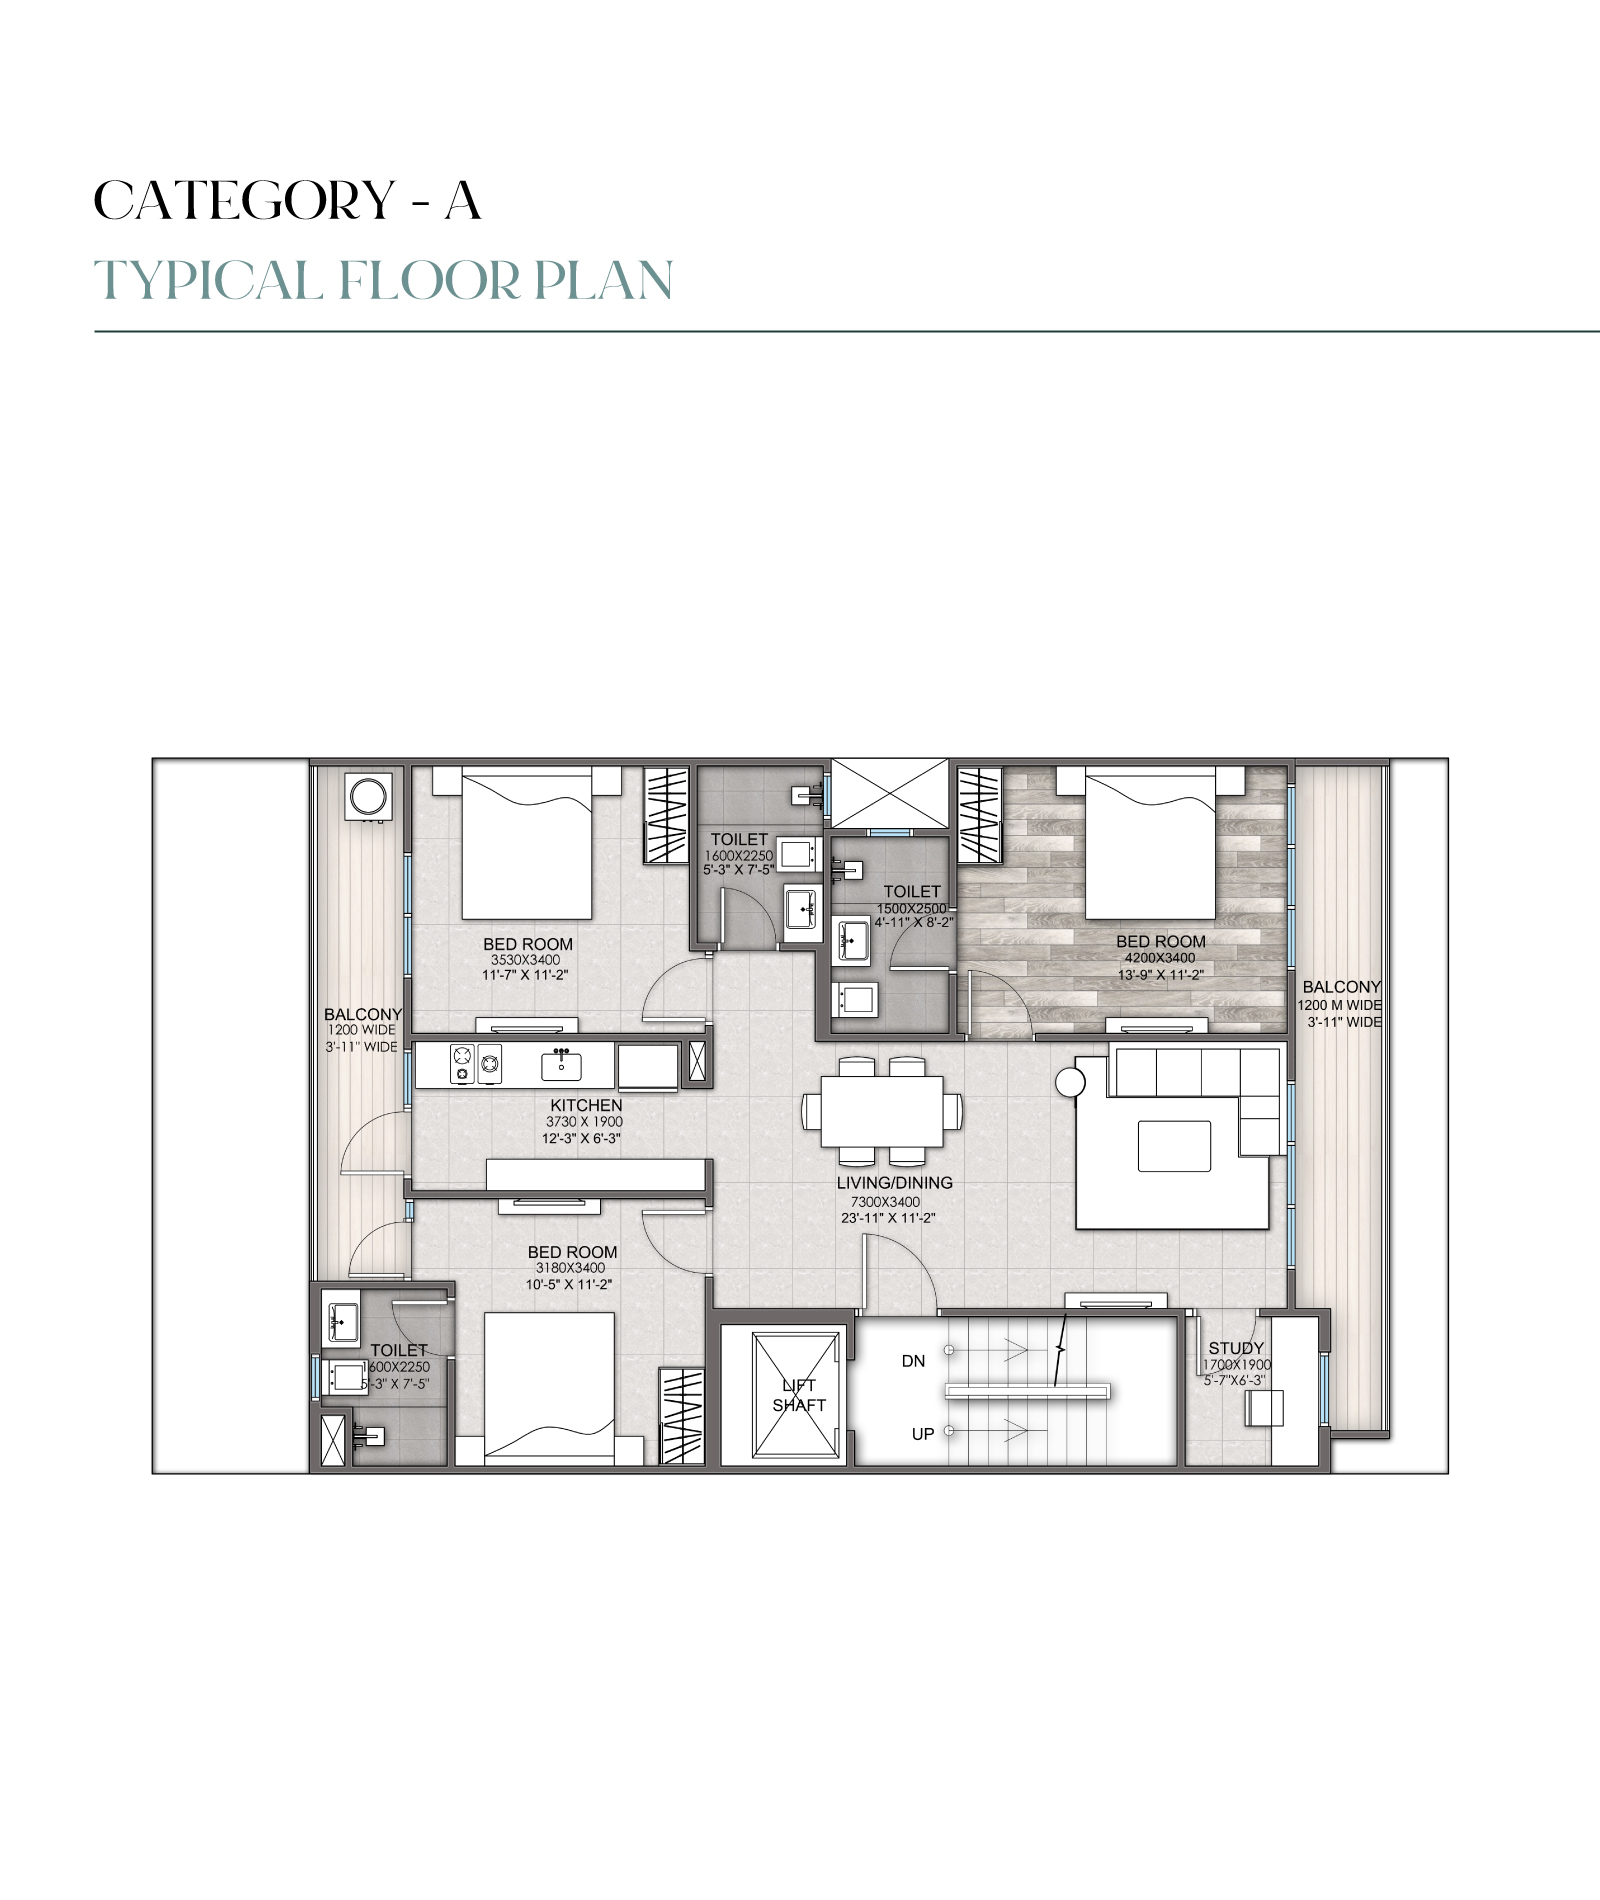 CATEGORY - A
TYPICAL FLOOR PLAN
TOILET
1600X2250
5'-3" X 7'-5"
TOILET
1500X2500
4'-11" X 8'-2"
BED ROOM
3530X3400
11'-7" X 11'-2"
BED ROOM
4200X3400
13'-9" X 11'-2"
BALCONY
1200 WIDE
3'-11" WIDE
BALCONY
1200 M WIDE
3'-11" WIDE
KITCHEN
3730 X 1900
12'-3" X 6'-3"
LIVING/DINING
7300X3400
23'-11" X 11'-2"
BED ROOM
3180X3400
10'-5" X 11'-2"
TOILET
1600X2250
5'-3" X 7'-5"
LIFT
SHAFT
DN
UP
STUDY
1700X1900
5'-7"X6'-3"